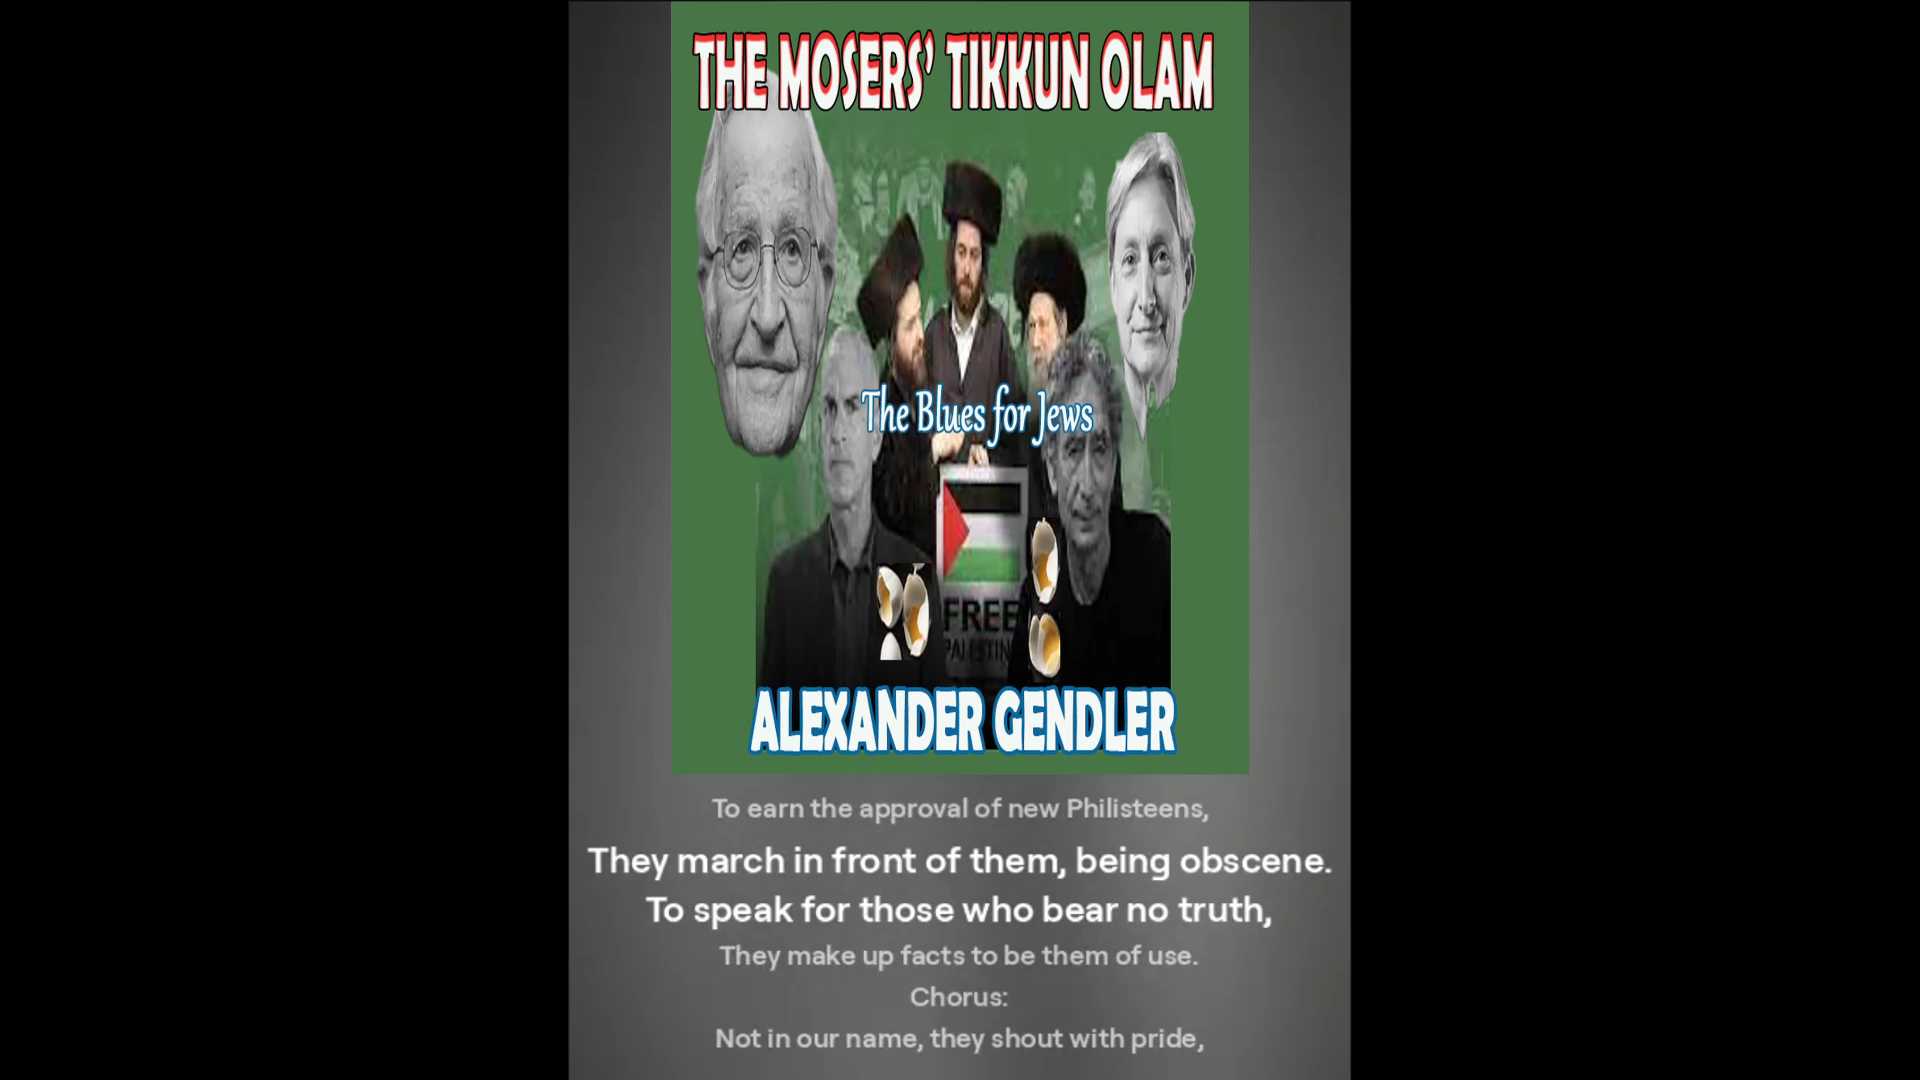 THE MOSERS' TIKKUN OLAM
The Blues for Jews
FREE
PALESTIN
ALEXANDER GENDLER
To earn the approval of new Philisteens,
They march in front of them, being obscene.
To speak for those who bear no truth,
They make up facts to be them of use.
Chorus:
Not in our name, they shout with pride,